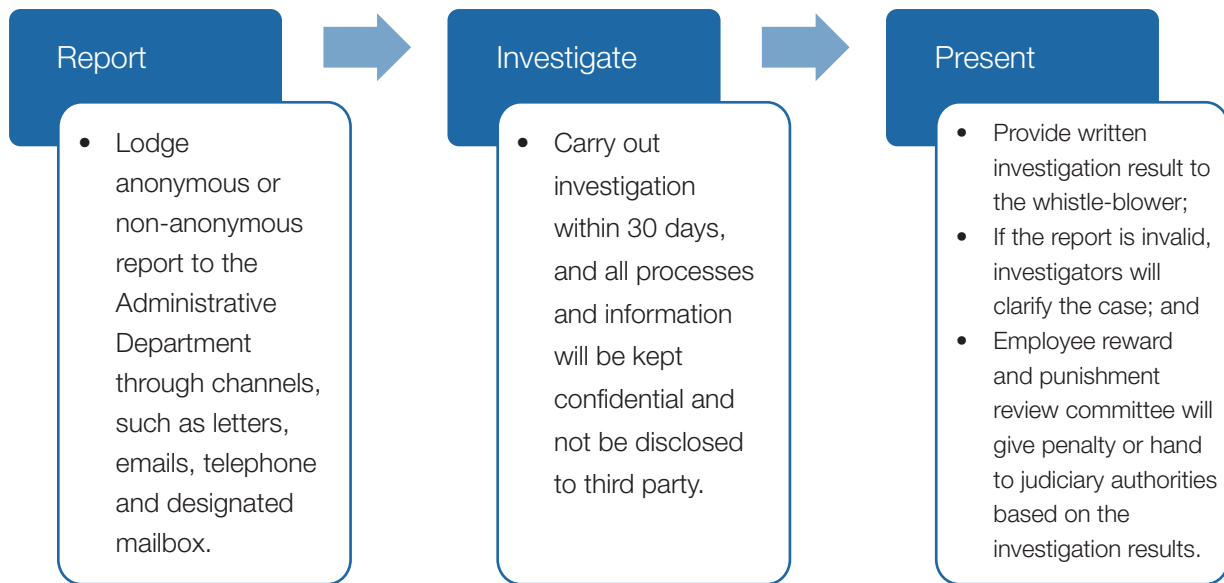 Report
• Lodge
anonymous or
non-anonymous
report to the
Administrative
Department
through channels,
such as letters,
emails, telephone
and designated
mailbox.
Investigate
• Carry out
investigation
within 30 days,
and all processes
and information
will be kept
confidential and
not be disclosed
to third party.
Present
• Provide written
investigation result to
the whistle-blower;
• If the report is invalid,
investigators will
clarify the case; and
• Employee reward
and punishment
review committee will
give penalty or hand
to judiciary authorities
based on the
investigation results.